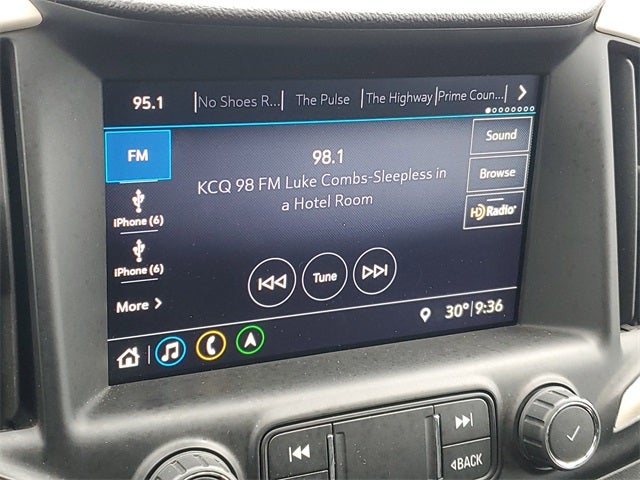 95.1 No Shoes R... The Pulse The Highway Prime Coun...
FM
Sound
98.1
KCQ 98 FM Luke Combs-Sleepless in
a Hotel Room
Browse
HD Radio
iPhone (6)
iPhone (6)
Tune
More
30° 9:36
BACK